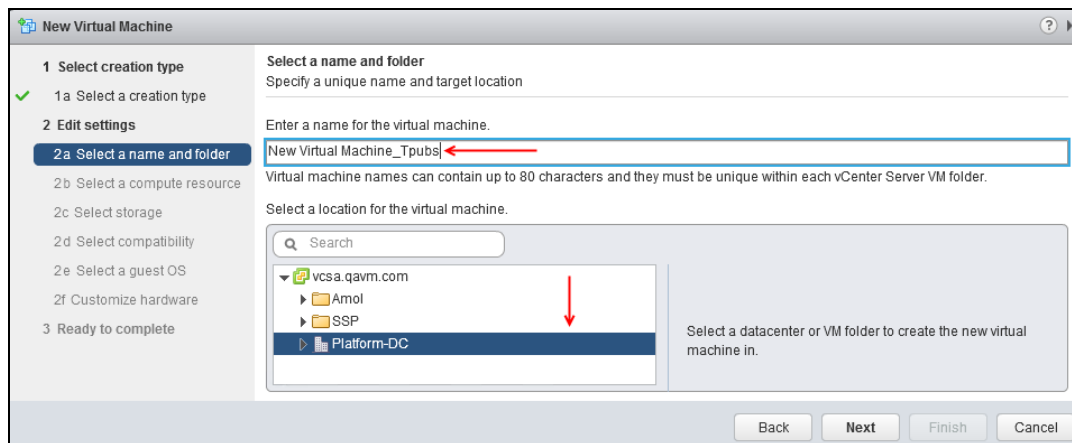 New Virtual Machine
?
1 Select creation type
1a Select a creation type
2 Edit settings
2a Select a name and folder
2b Select a compute resource
2c Select storage
2d Select compatibility
2e Select a guest OS
2f Customize hardware
3 Ready to complete
Select a name and folder
Specify a unique name and target location
Enter a name for the virtual machine.
New Virtual Machine_Tpubs
Virtual machine names can contain up to 80 characters and they must be unique within each vCenter Server VM folder.
Select a location for the virtual machine.
Search
vcsa.qavm.com
Amol
SSP
Platform-DC
Select a datacenter or VM folder to create the new virtual
machine in.
Back
Next
Finish
Cancel